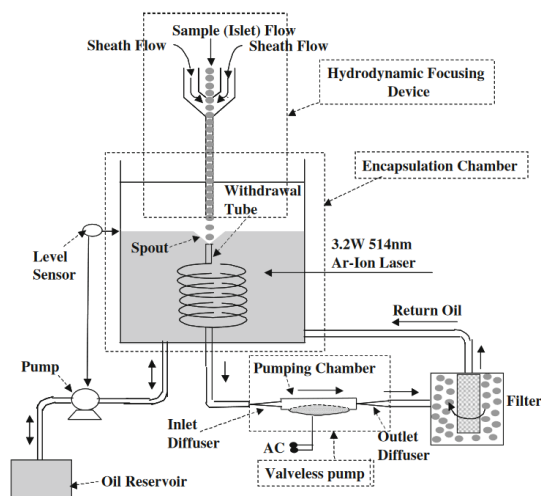 Sample (Islet) Flow
Sheath Flow
Sheath Flow
Hydrodynamic Focusing
Device
Encapsulation Chamber
Withdrawal
Tube
Spout
Level
Sensor
3.2W 514nm
Ar-Ion Laser
Return Oil
Pump
Pumping Chamber
Filter
Inlet
Diffuser
Outlet
Diffuser
AC
Valveless pump
Oil Reservoir